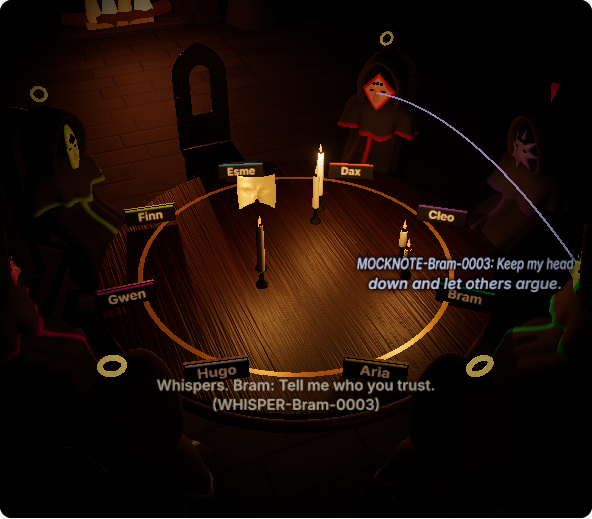 Esme
Dax
Finn
Cleo
MOCKNOTE-Bram-0003: Keep my head
down and let others argue.
Gwen
Bram
Hugo
Aria
Whispers. Bram: Tell me who you trust.
(WHISPER-Bram-0003)